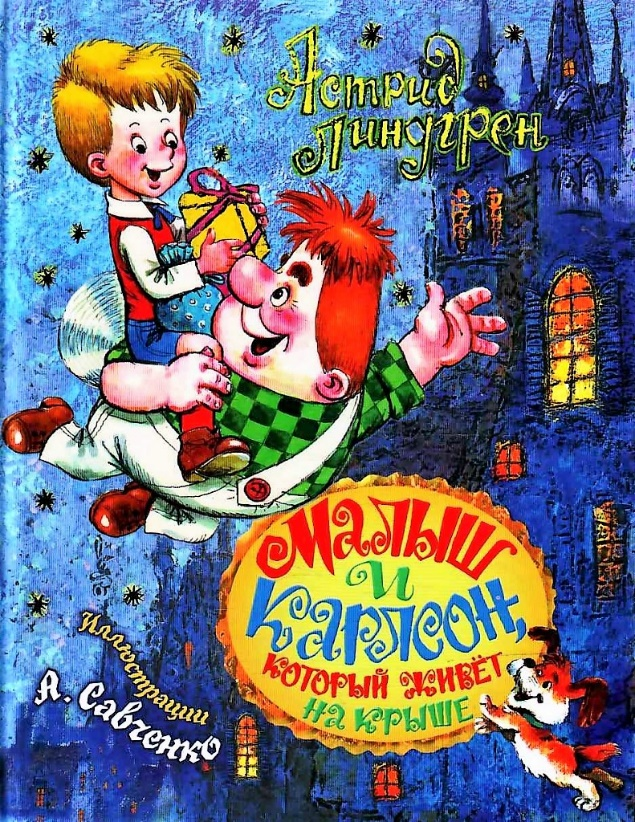 Астрид
Линдгрен
Малыш
и
Карлсон,
который живёт
на крыше
Иллюстрации
А. Савченко